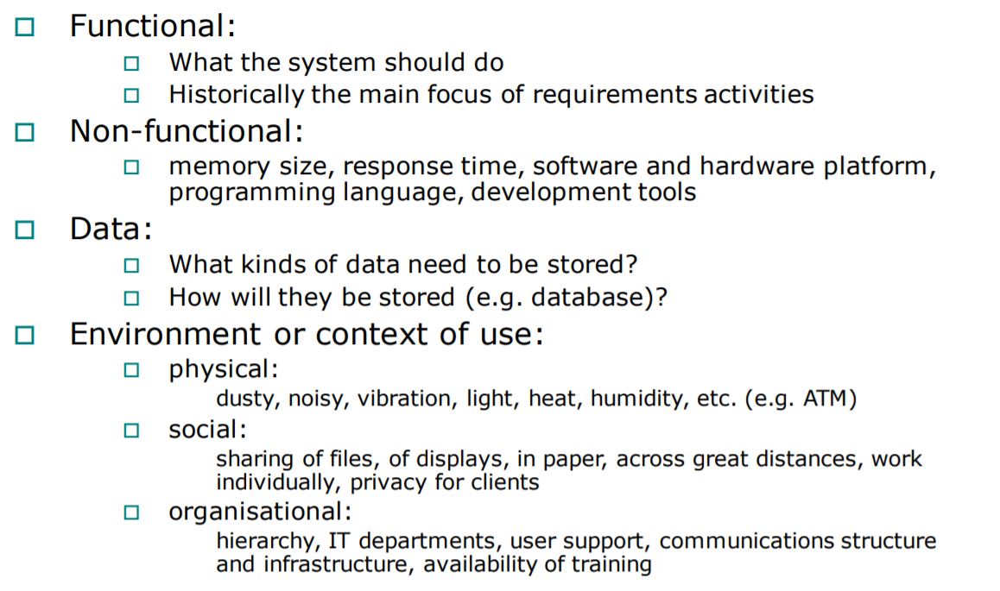 Functional:
What the system should do
Historically the main focus of requirements activities
Non-functional:
memory size, response time, software and hardware platform,
programming language, development tools
Data:
What kinds of data need to be stored?
How will they be stored (e.g. database)?
Environment or context of use:
physical:
dusty, noisy, vibration, light, heat, humidity, etc. (e.g. ATM)
social:
sharing of files, of displays, in paper, across great distances, work
individually, privacy for clients
organisational:
hierarchy, IT departments, user support, communications structure
and infrastructure, availability of training